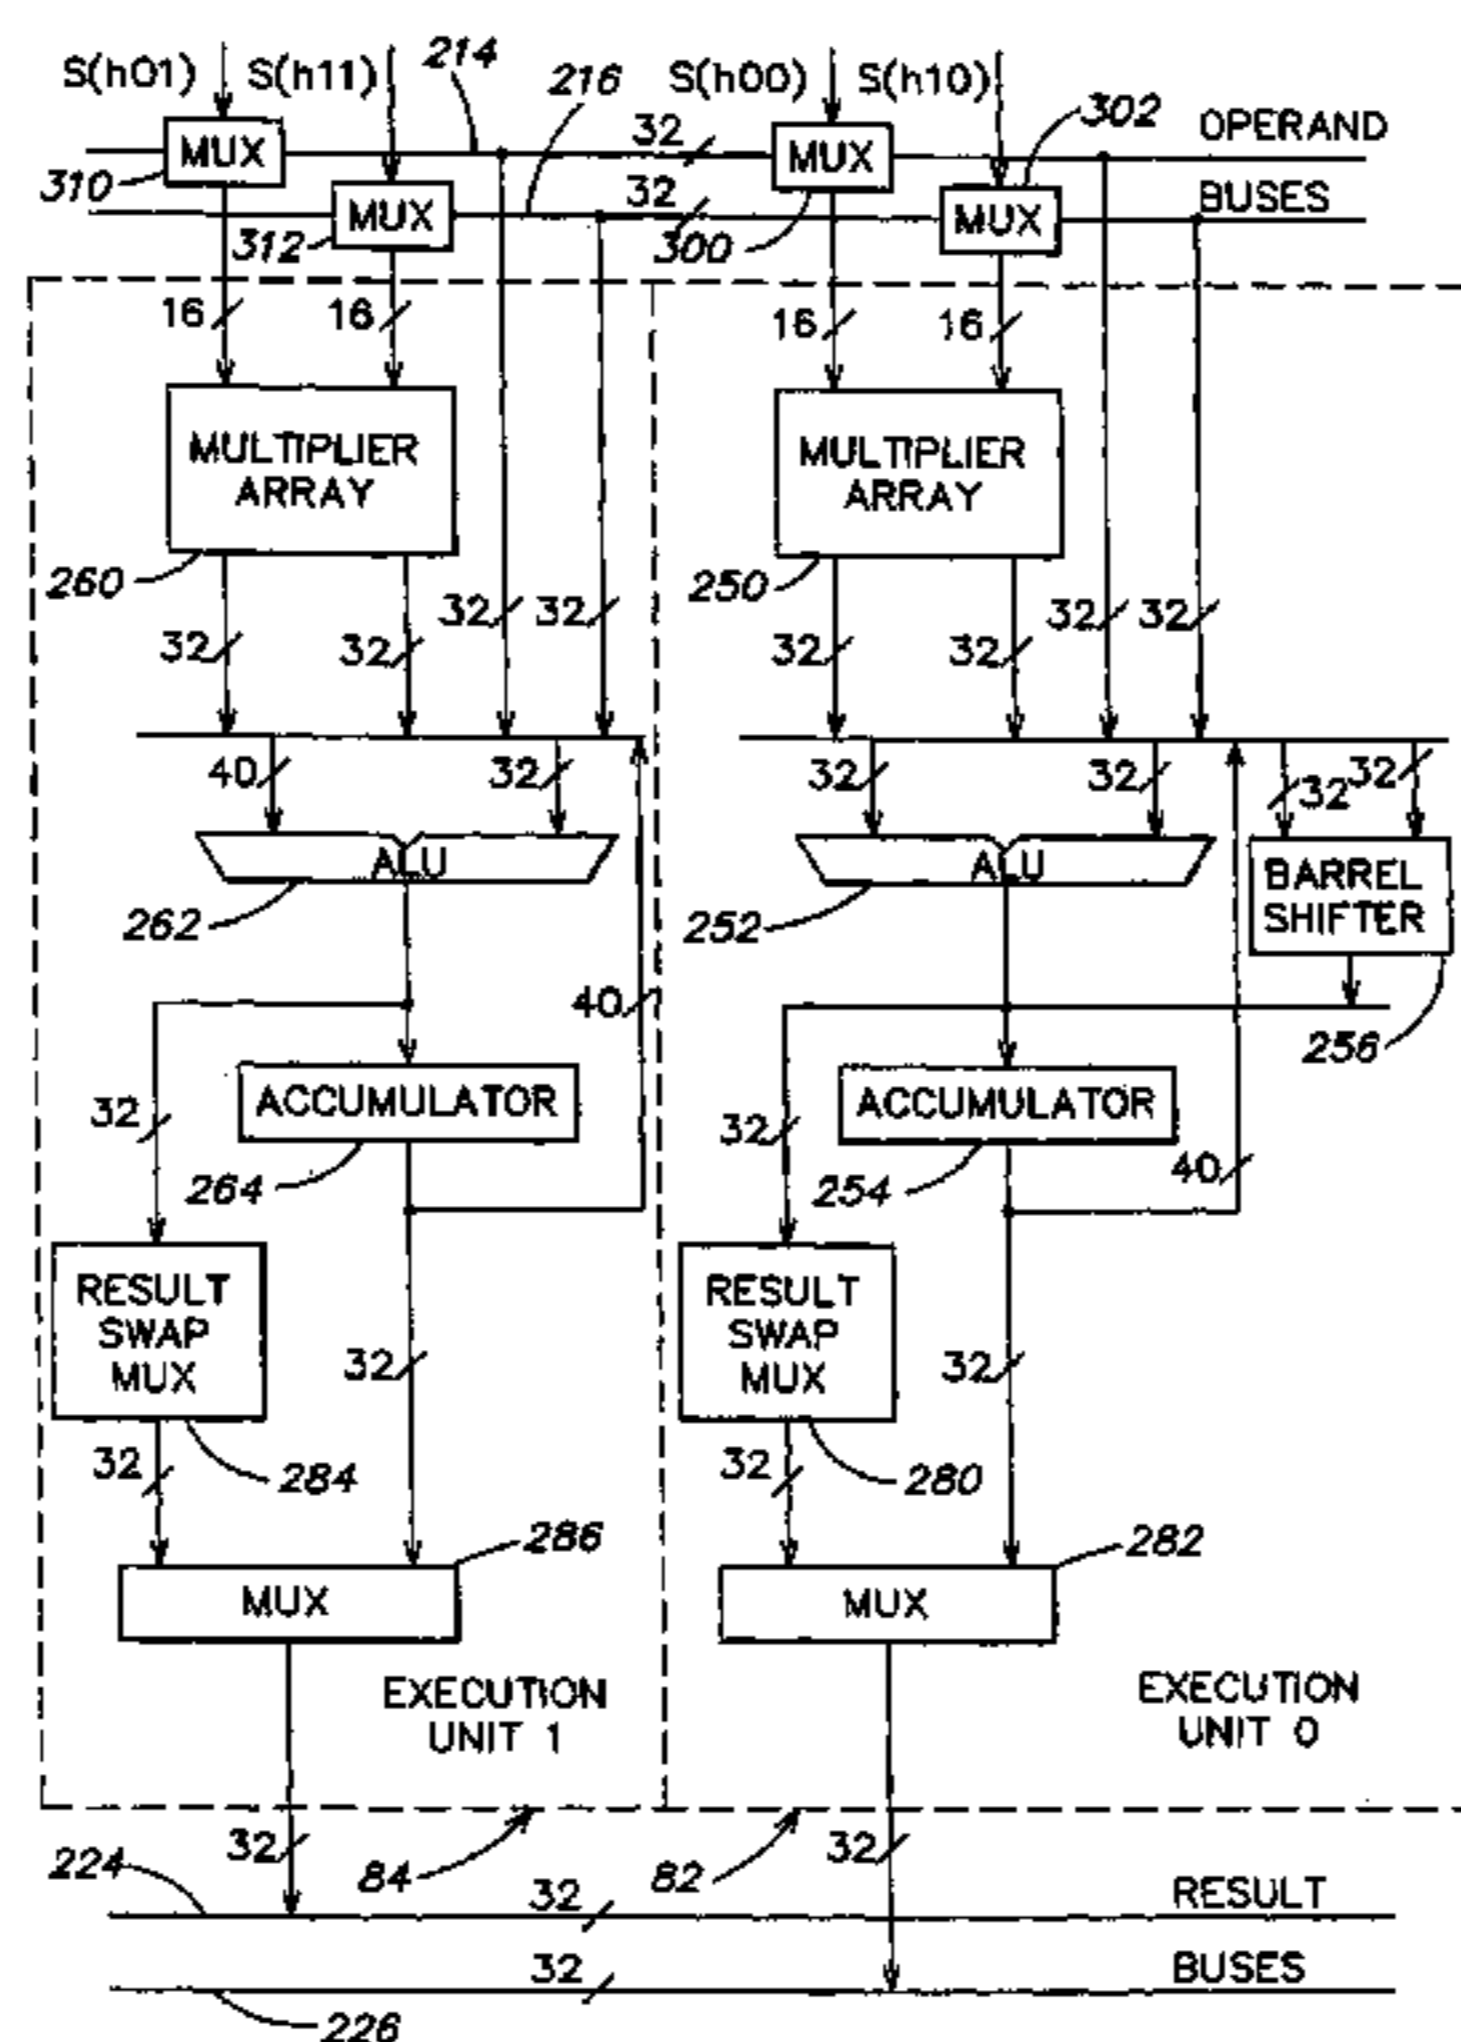 S(h01) S(h11) 214 216 S(h00) S(h10) 302
MUX 32 MUX OPERAND
310 MUX 32 MUX BUSES
312 300
16 16 16 16
MULTIPLIER ARRAY
MULTIPLIER ARRAY
260 32 32 250 32 32
32 32 32 32
40 32 32 32 32 32
ALU ALU BARREL SHIFTER
262 252
40 256
32 ACCUMULATOR 32 ACCUMULATOR
264 254 40
RESULT SWAP MUX 32
RESULT SWAP MUX 32
32 284 32 280
286 282
MUX MUX
EXECUTION UNIT 1
EXECUTION UNIT 0
32 84 82 32
224 32 RESULT
32 BUSES
226